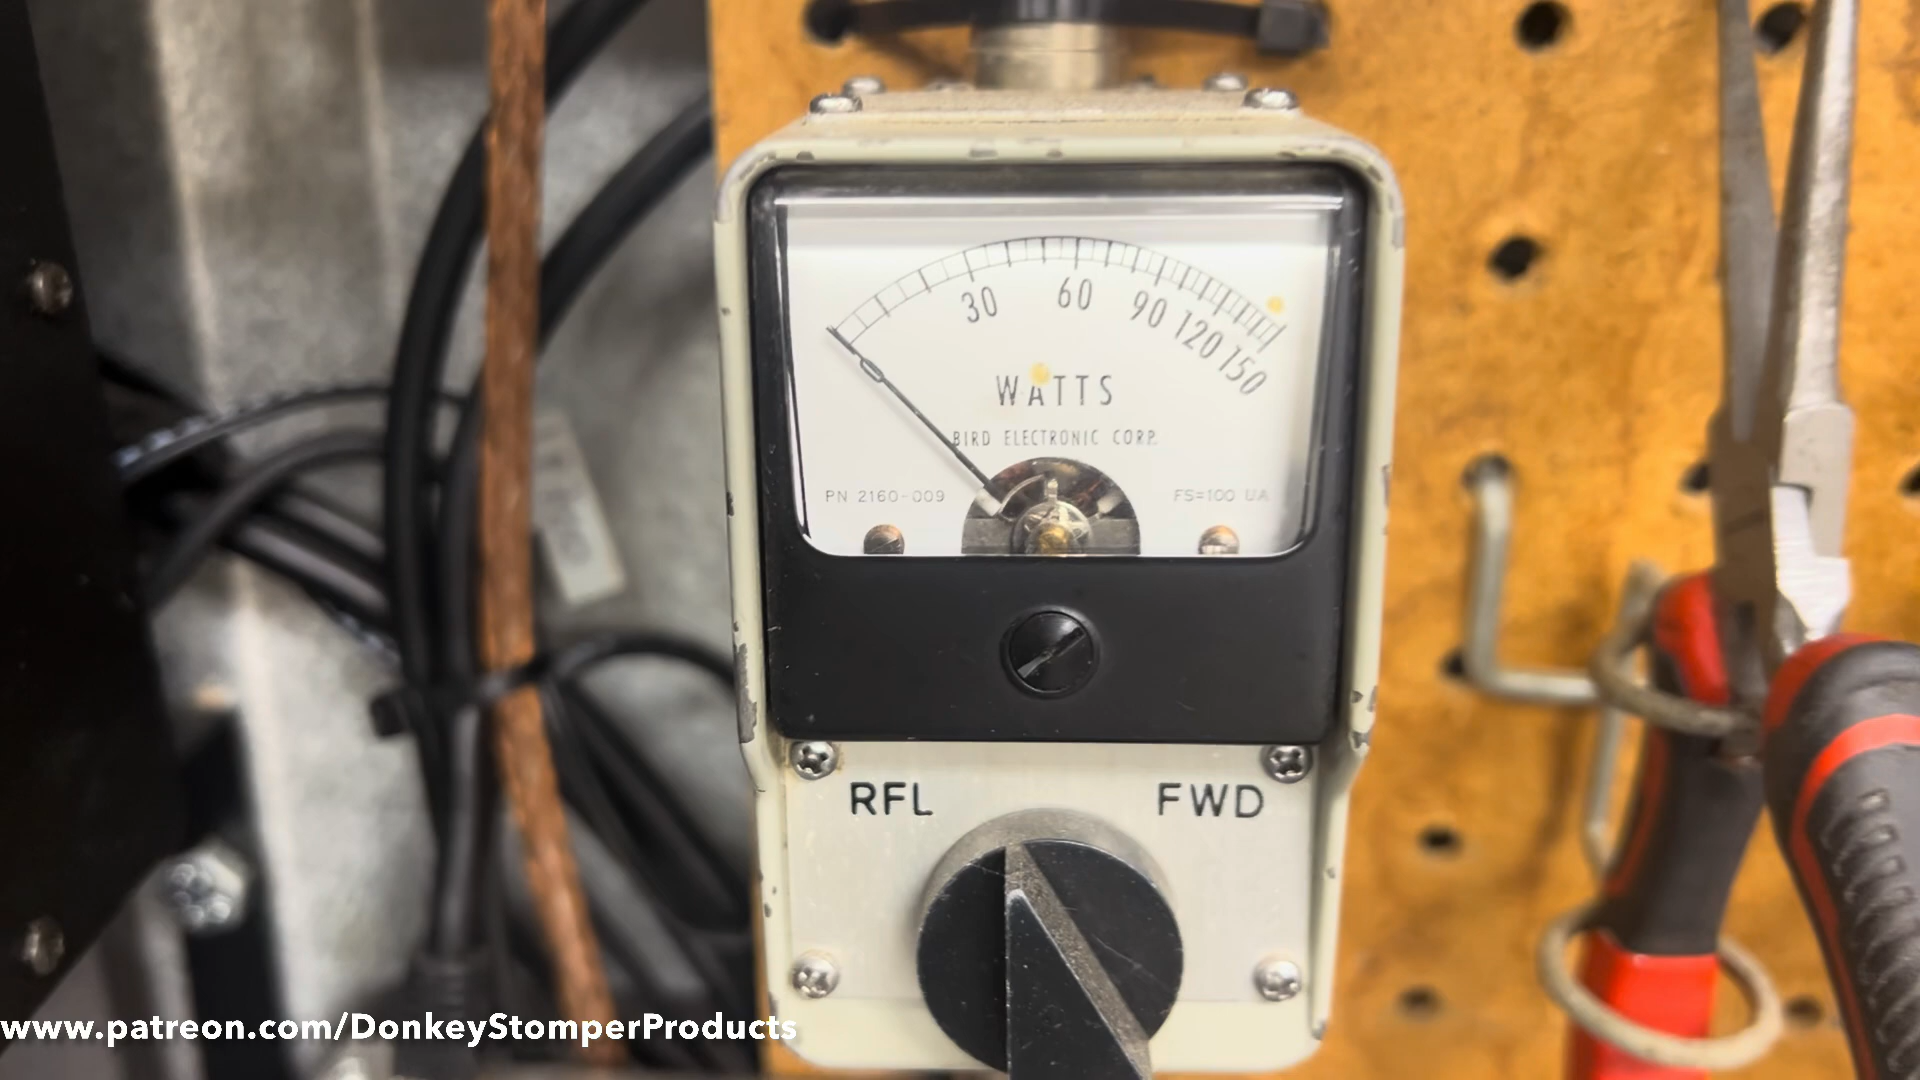 30 60 90 120 150
0
WATTS
BIRD ELECTRONIC CORP.
PN 2160-009 FS=100 UA
RFL FWD
www.patreon.com/DonkeyStomperProducts